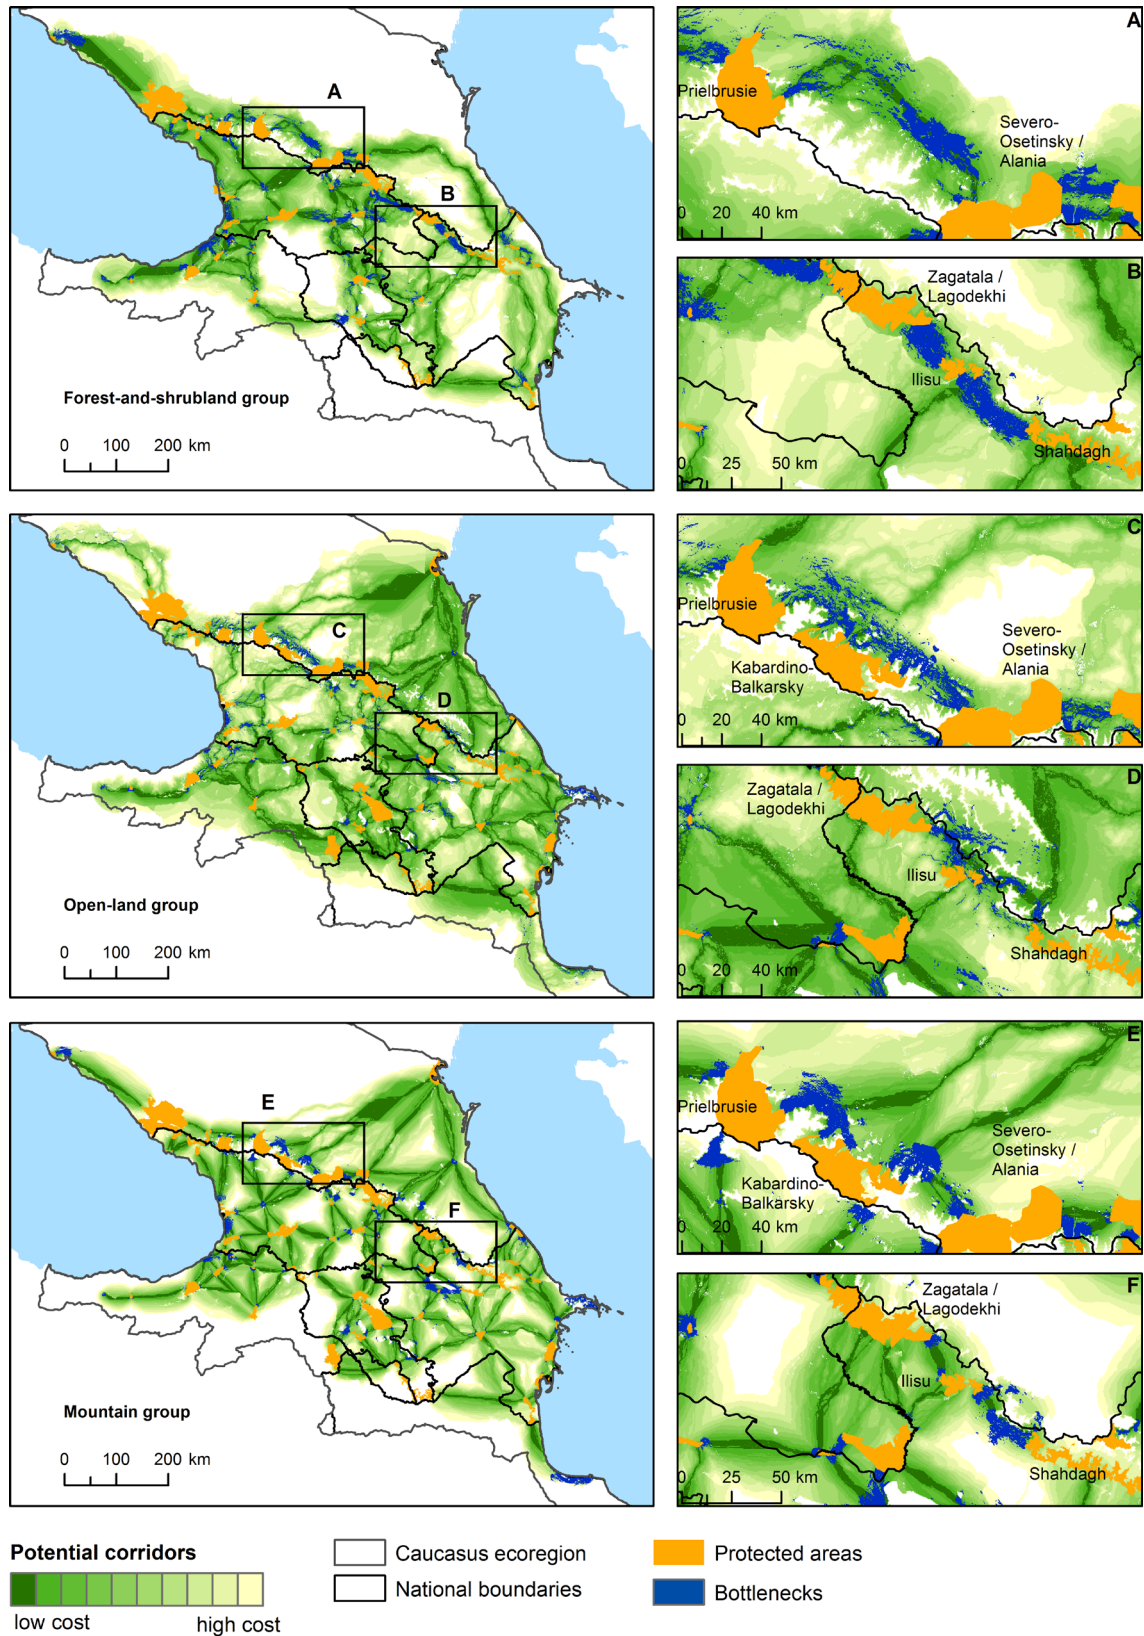 A
B
Forest-and-shrubland group
0 100 200 km
A
Prielbrusie
Severo-
Osetinsky /
Alania
0 20 40 km
B
Zagatala /
Lagodekhi
Ilisu
Shahdagh
0 25 50 km
C
D
Open-land group
0 100 200 km
C
Prielbrusie
Kabardino-
Balkarsky
Severo-
Osetinsky /
Alania
0 20 40 km
D
Zagatala /
Lagodekhi
Ilisu
Shahdagh
0 20 40 km
E
F
Mountain group
0 100 200 km
E
Prielbrusie
Kabardino-
Balkarsky
Severo-
Osetinsky /
Alania
0 20 40 km
F
Zagatala /
Lagodekhi
Ilisu
Shahdagh
0 25 50 km
Potential corridors
low cost high cost
Caucasus ecoregion
National boundaries
Protected areas
Bottlenecks